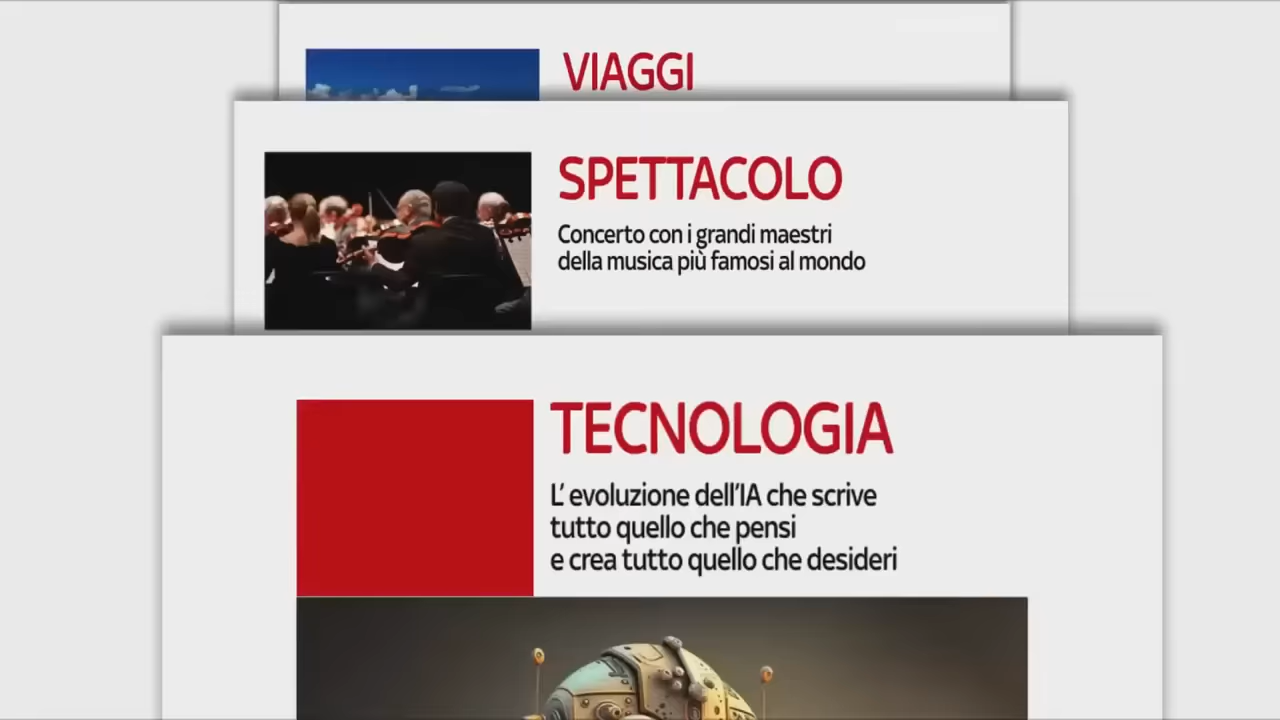 VIAGGI
SPETTACOLO
Concerto con i grandi maestri
della musica più famosi al mondo
TECNOLOGIA
L' evoluzione dell'IA che scrive
tutto quello che pensi
e crea tutto quello che desideri